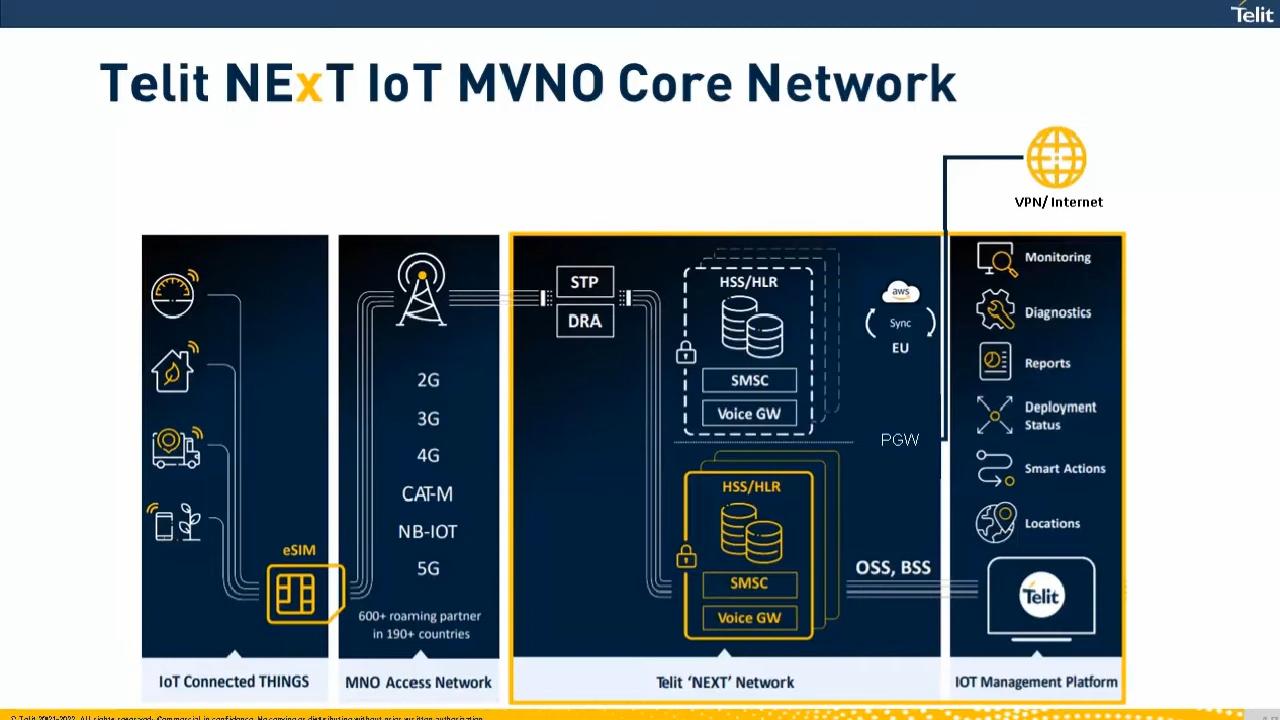 Telit
Telit NExT IoT MVNO Core Network
VPN/ Internet
eSIM
IoT Connected THINGS
2G
3G
4G
CAT-M
NB-IOT
5G
600+ roaming partner
in 190+ countries
MNO Access Network
STP
DRA
HSS/HLR
SMSC
Voice GW
HSS/HLR
SMSC
Voice GW
aws
Sync
EU
PGW
OSS, BSS
Telit ‘NEXT’ Network
Monitoring
Diagnostics
Reports
Deployment
Status
Smart Actions
Locations
Telit
IOT Management Platform